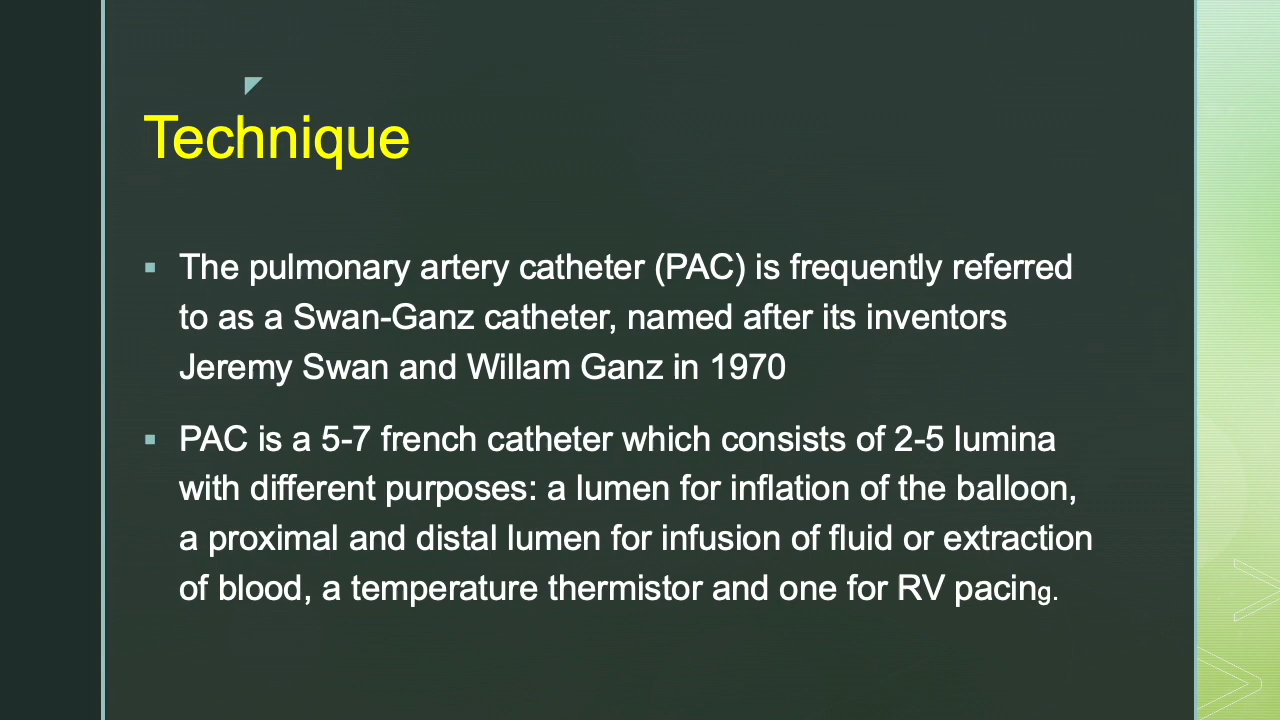 Technique
▪ The pulmonary artery catheter (PAC) is frequently referred
to as a Swan-Ganz catheter, named after its inventors
Jeremy Swan and Willam Ganz in 1970
▪ PAC is a 5-7 french catheter which consists of 2-5 lumina
with different purposes: a lumen for inflation of the balloon,
a proximal and distal lumen for infusion of fluid or extraction
of blood, a temperature thermistor and one for RV pacing.